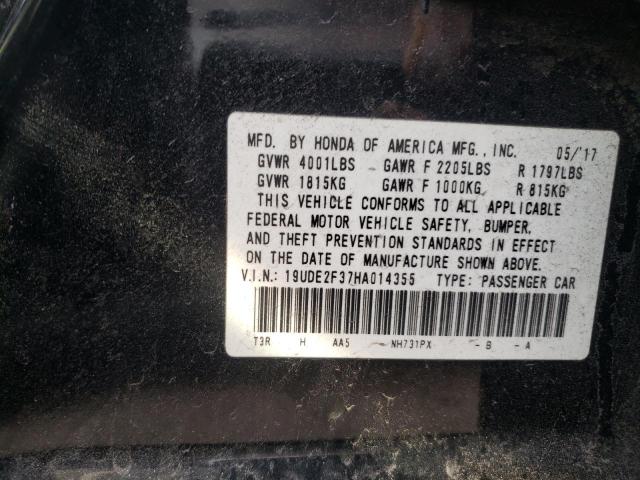 MFD. BY HONDA OF AMERICA MFG., INC. 05/'17
GVWR 4001LBS GAWR F 2205LBS R 1797LBS
GVWR 1815KG GAWR F 1000KG R 815KG
THIS VEHICLE CONFORMS TO ALL APPLICABLE
FEDERAL MOTOR VEHICLE SAFETY, BUMPER,
AND THEFT PREVENTION STANDARDS IN EFFECT
ON THE DATE OF MANUFACTURE SHOWN ABOVE.
V.I.N.: 19UDE2F37HA014355 TYPE: PASSENGER CAR
T3R H AA5 NH731PX - B - A